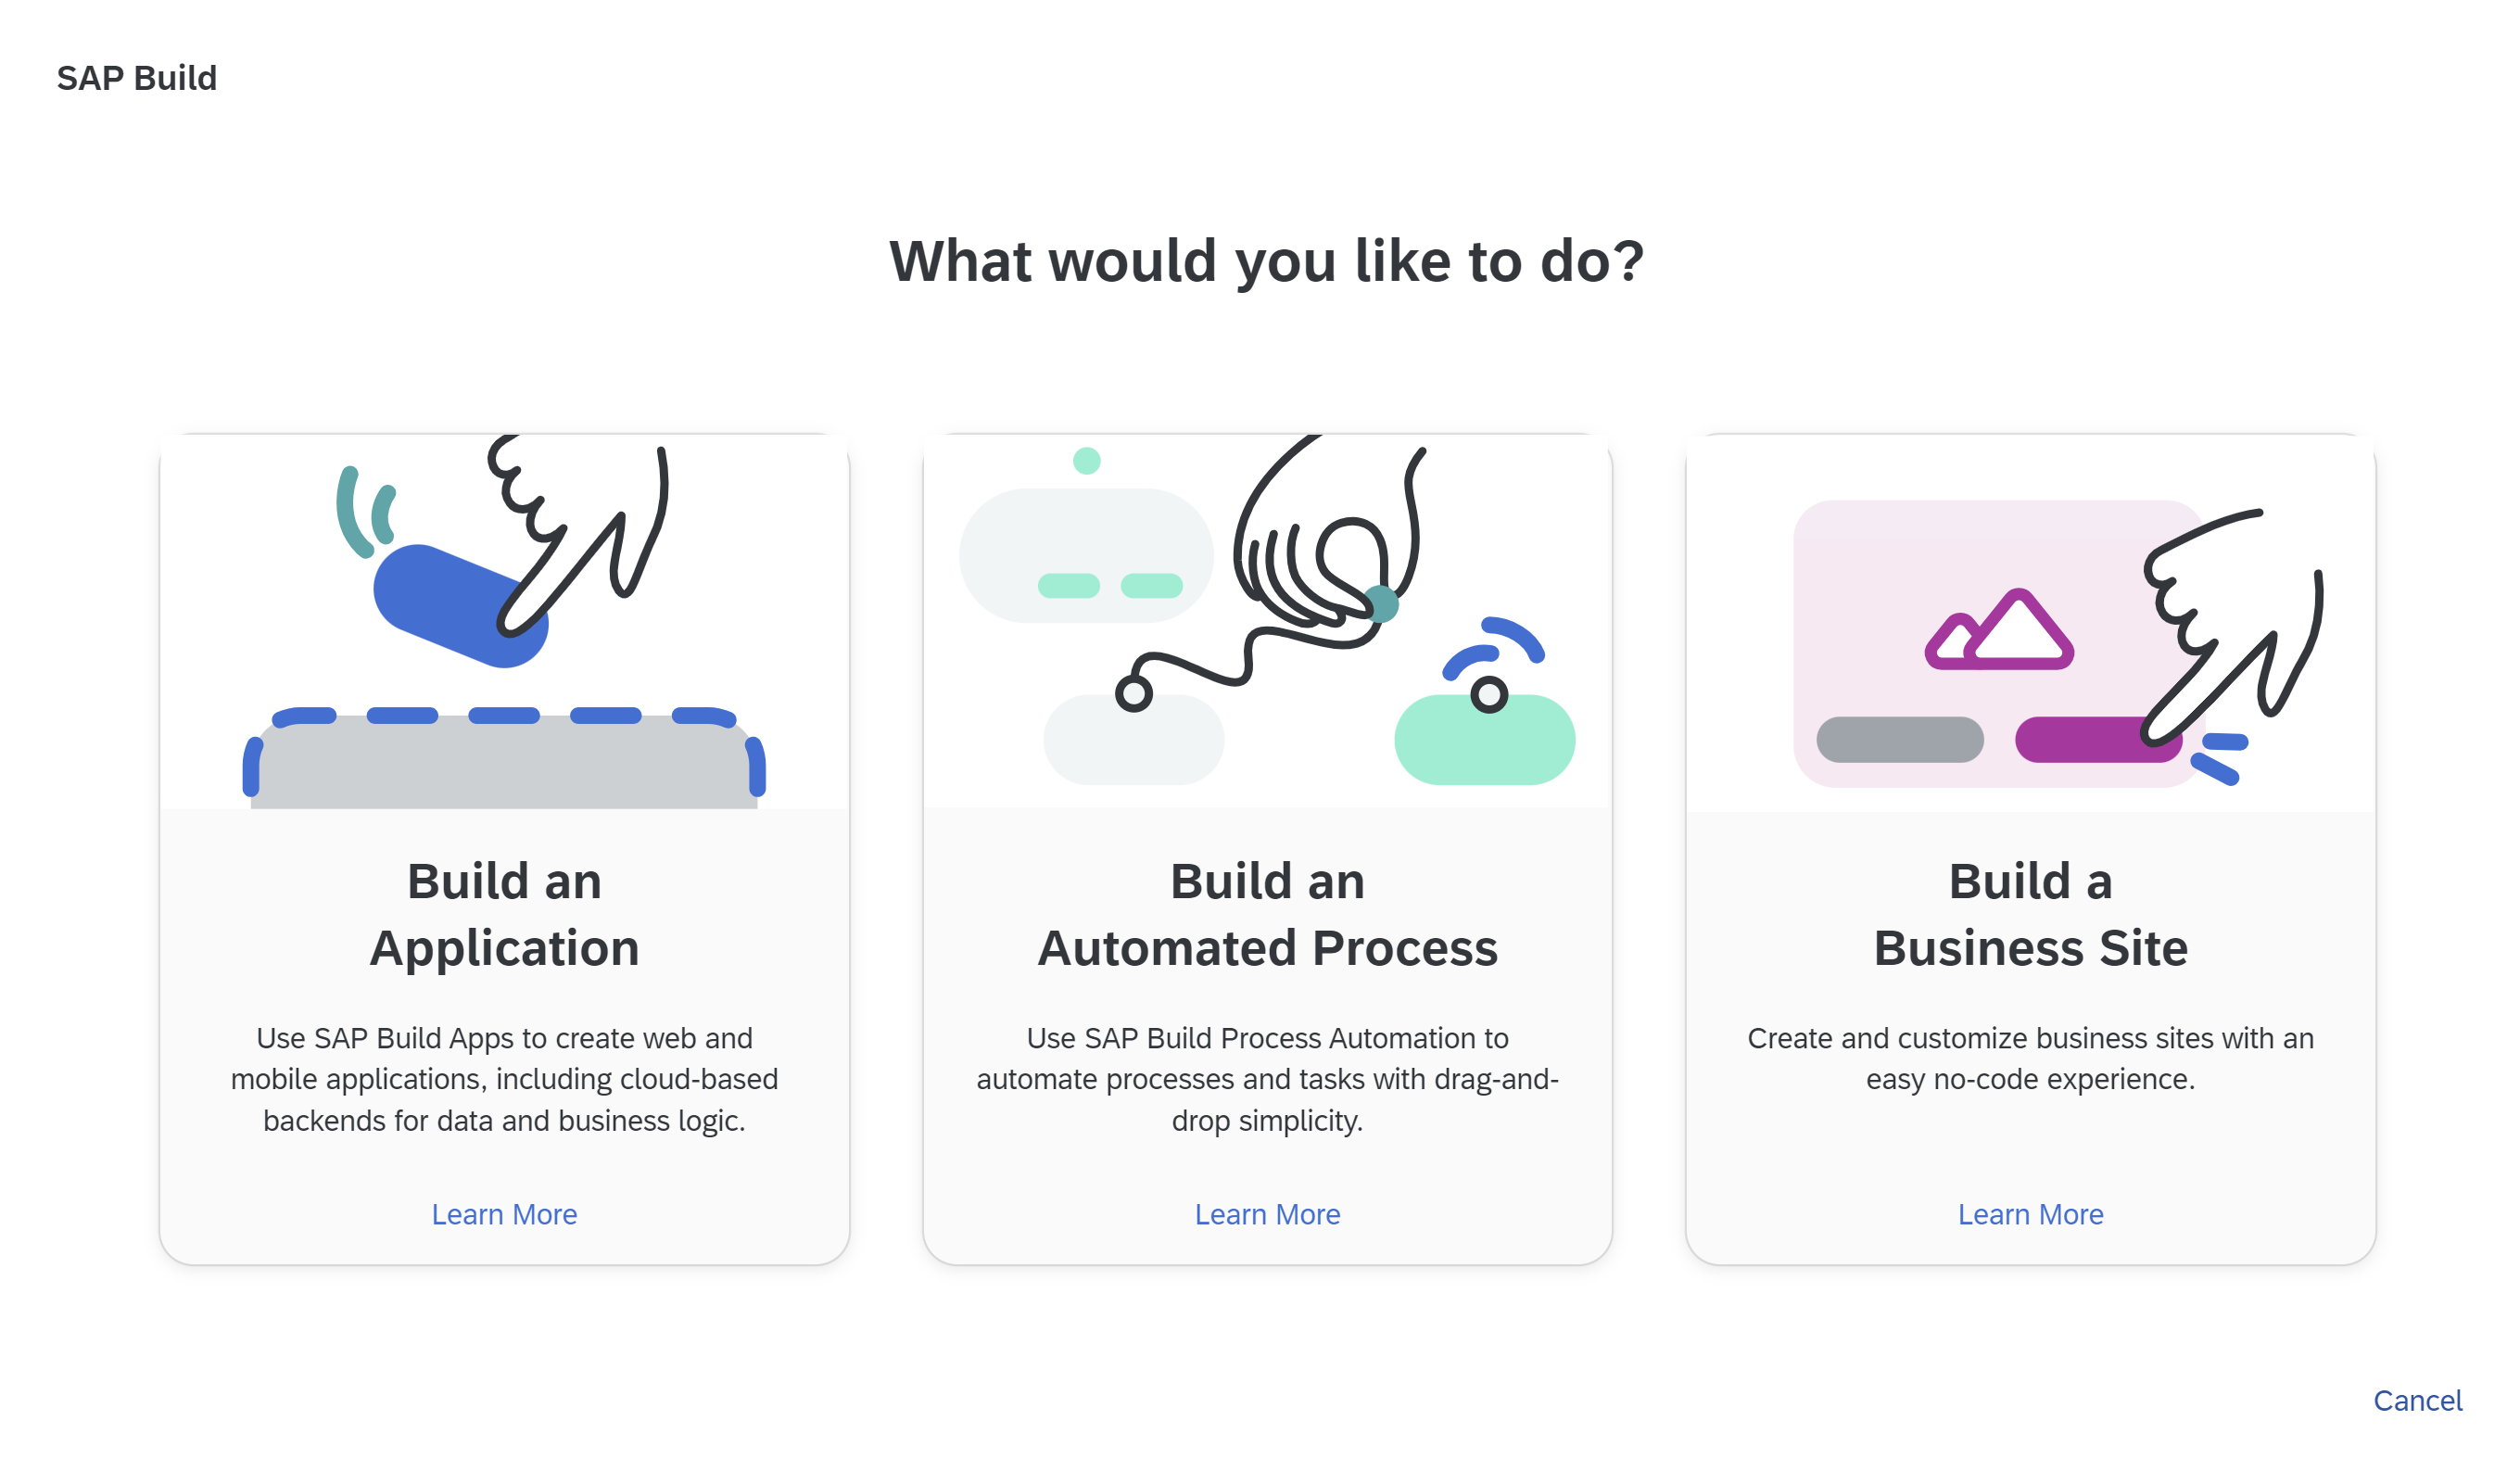 SAP Build
What would you like to do?
Build an
Application
Use SAP Build Apps to create web and
mobile applications, including cloud-based
backends for data and business logic.
Learn More
Build an
Automated Process
Use SAP Build Process Automation to
automate processes and tasks with drag-and-
drop simplicity.
Learn More
Build a
Business Site
Create and customize business sites with an
easy no-code experience.
Learn More
Cancel